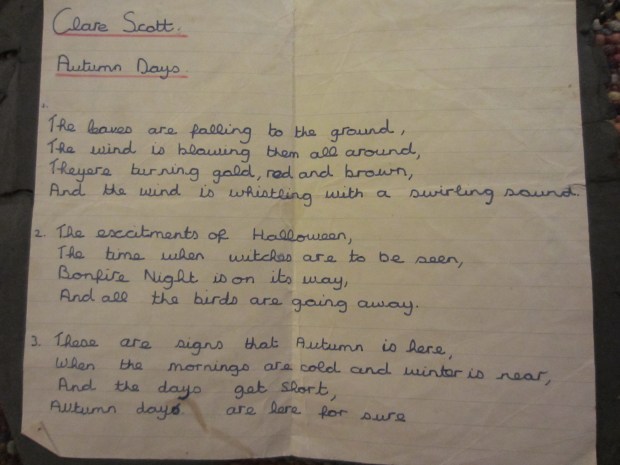 Clare Scott.
Autumn Days.
1.
The leaves are falling to the ground,
The wind is blowing them all around,
Theyere turning gold, red and brown,
And the wind is whistling with a swirling sound.
2. The excitments of Halloween,
The time when witches are to be seen,
Bonfire Night is on its way,
And all the birds are going away.
3. These are signs that Autumn is here,
When the mornings are cold and winter is near,
And the days get short,
Autumn days are here for sure